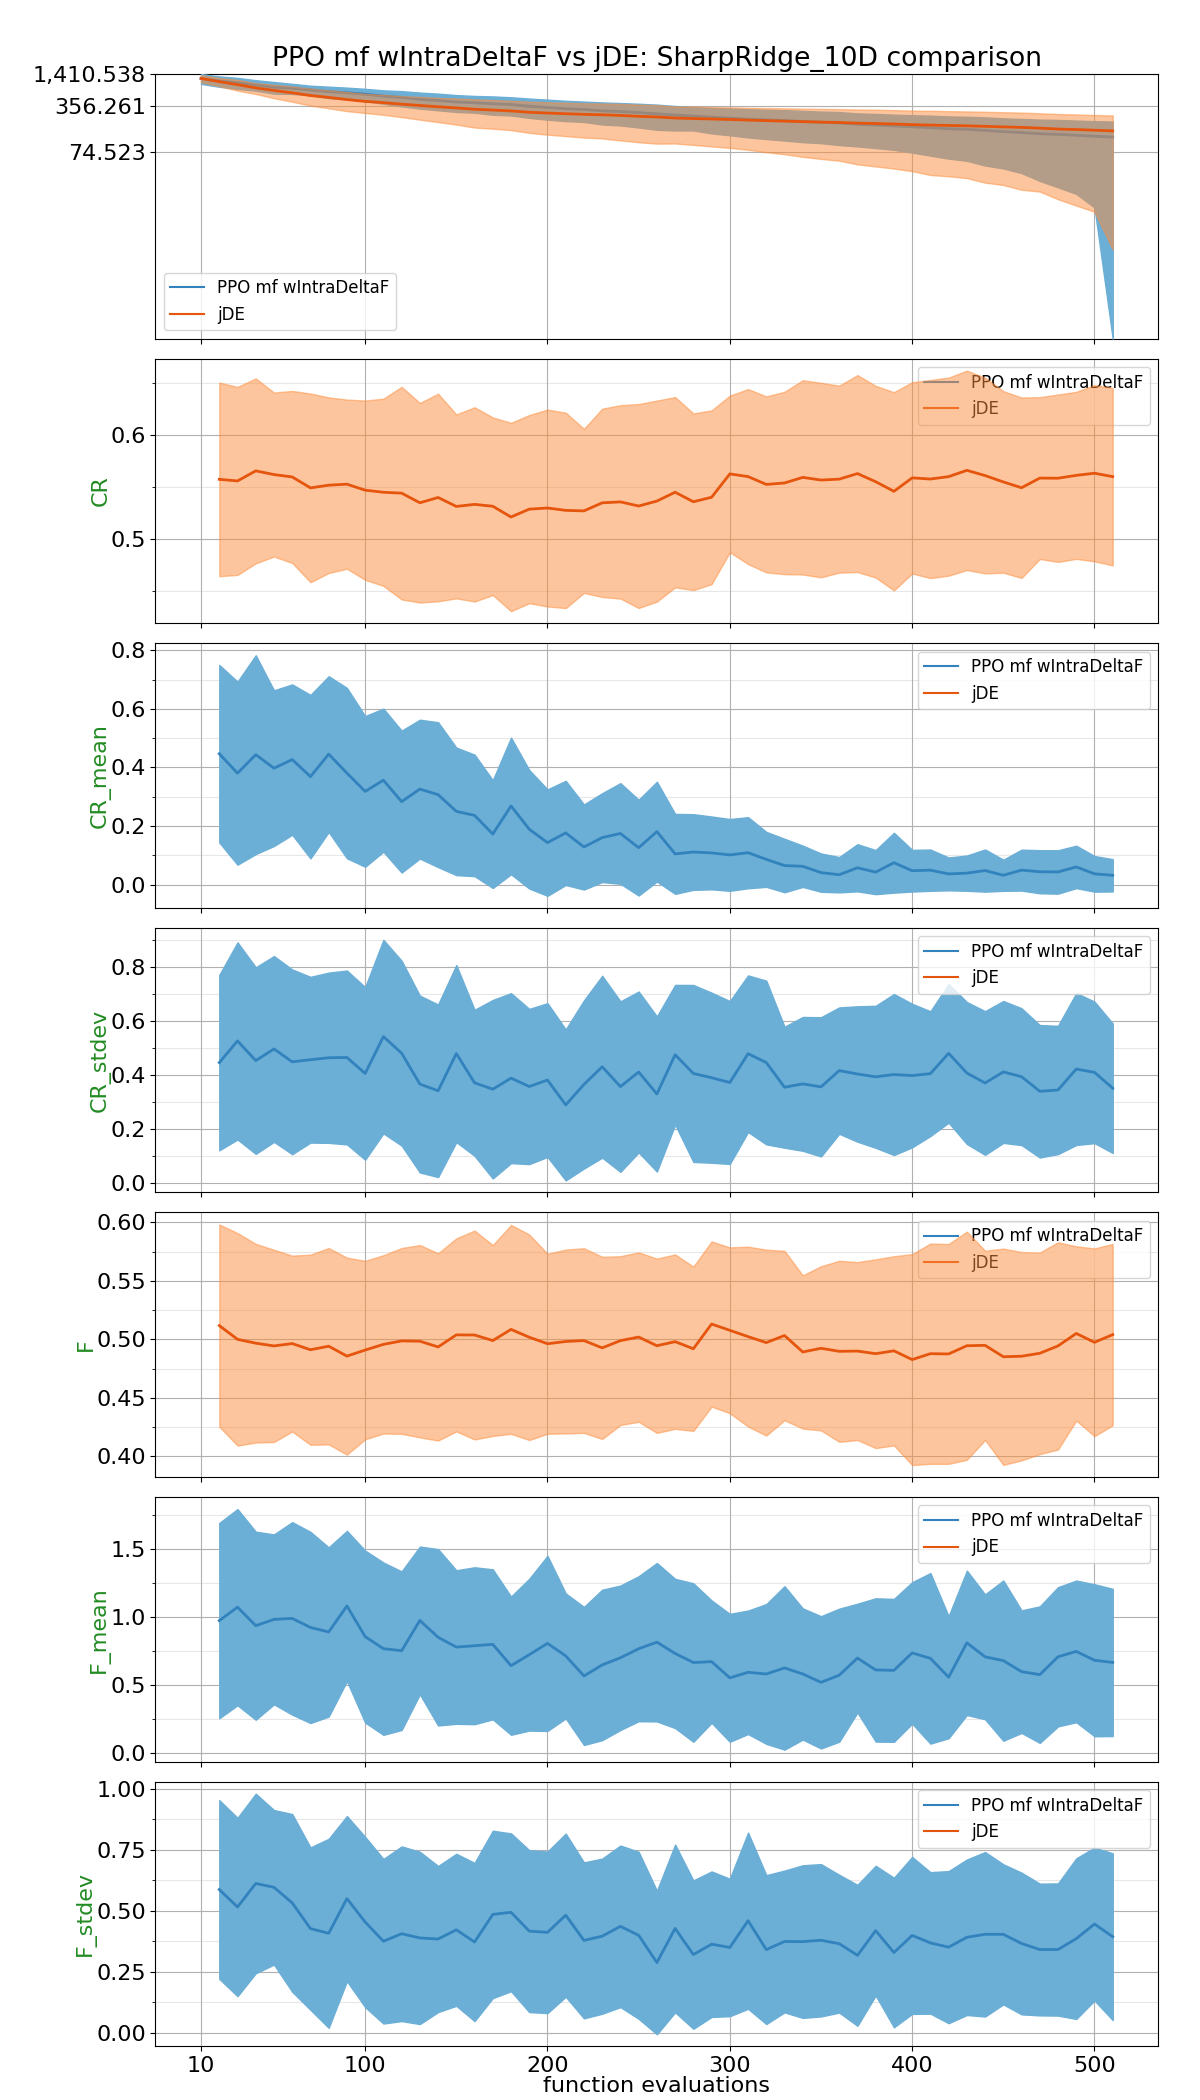 PPO mf wIntraDeltaF vs jDE: SharpRidge_10D comparison
1,410.538
356.261
74.523
PPO mf wIntraDeltaF
jDE
PPO mf wIntraDeltaF
jDE
0.6
0.5
CR
PPO mf wIntraDeltaF
jDE
0.8
0.6
0.4
0.2
0.0
CR_mean
PPO mf wIntraDeltaF
jDE
0.8
0.6
0.4
0.2
0.0
CR_stdev
PPO mf wIntraDeltaF
jDE
0.60
0.55
0.50
0.45
0.40
F
PPO mf wIntraDeltaF
jDE
1.5
1.0
0.5
0.0
F_mean
PPO mf wIntraDeltaF
jDE
1.00
0.75
0.50
0.25
0.00
F_stdev
10 100 200 300 400 500
function evaluations